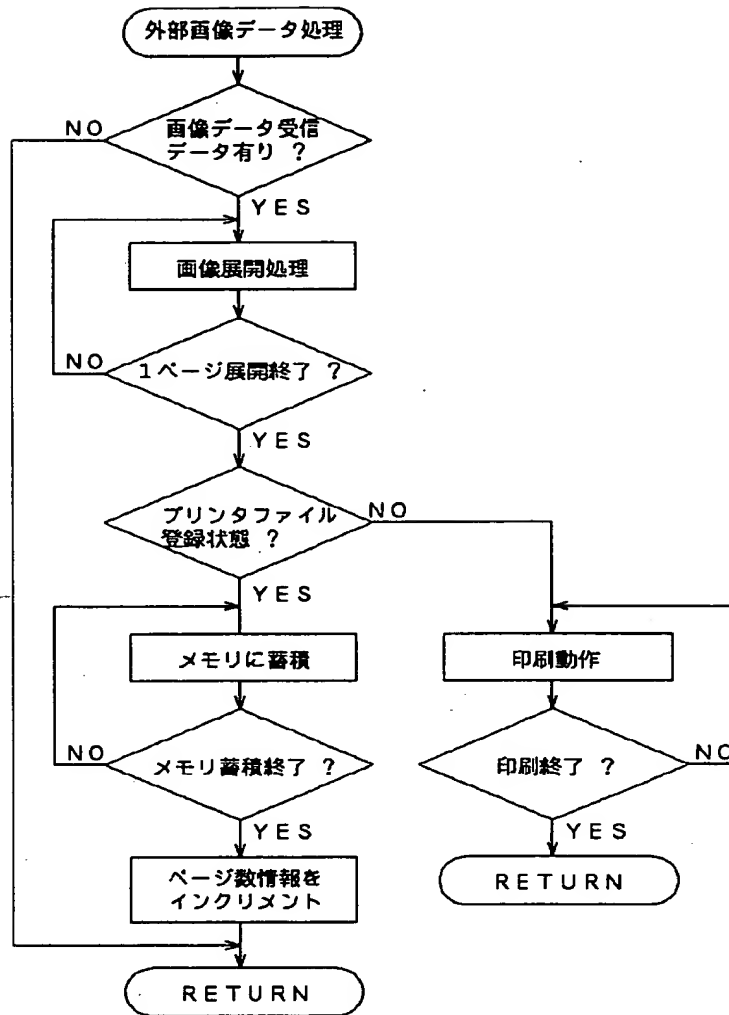 外部画像データ処理
NO
画像データ受信
データ有り ?
YES
画像展開処理
NO
1ページ展開終了 ?
YES
プリンタファイル
登録状態 ?
NO
YES
メモリに蓄積
印刷動作
NO
メモリ蓄積終了 ?
印刷終了 ?
NO
YES
YES
ページ数情報を
インクリメント
RETURN
RETURN